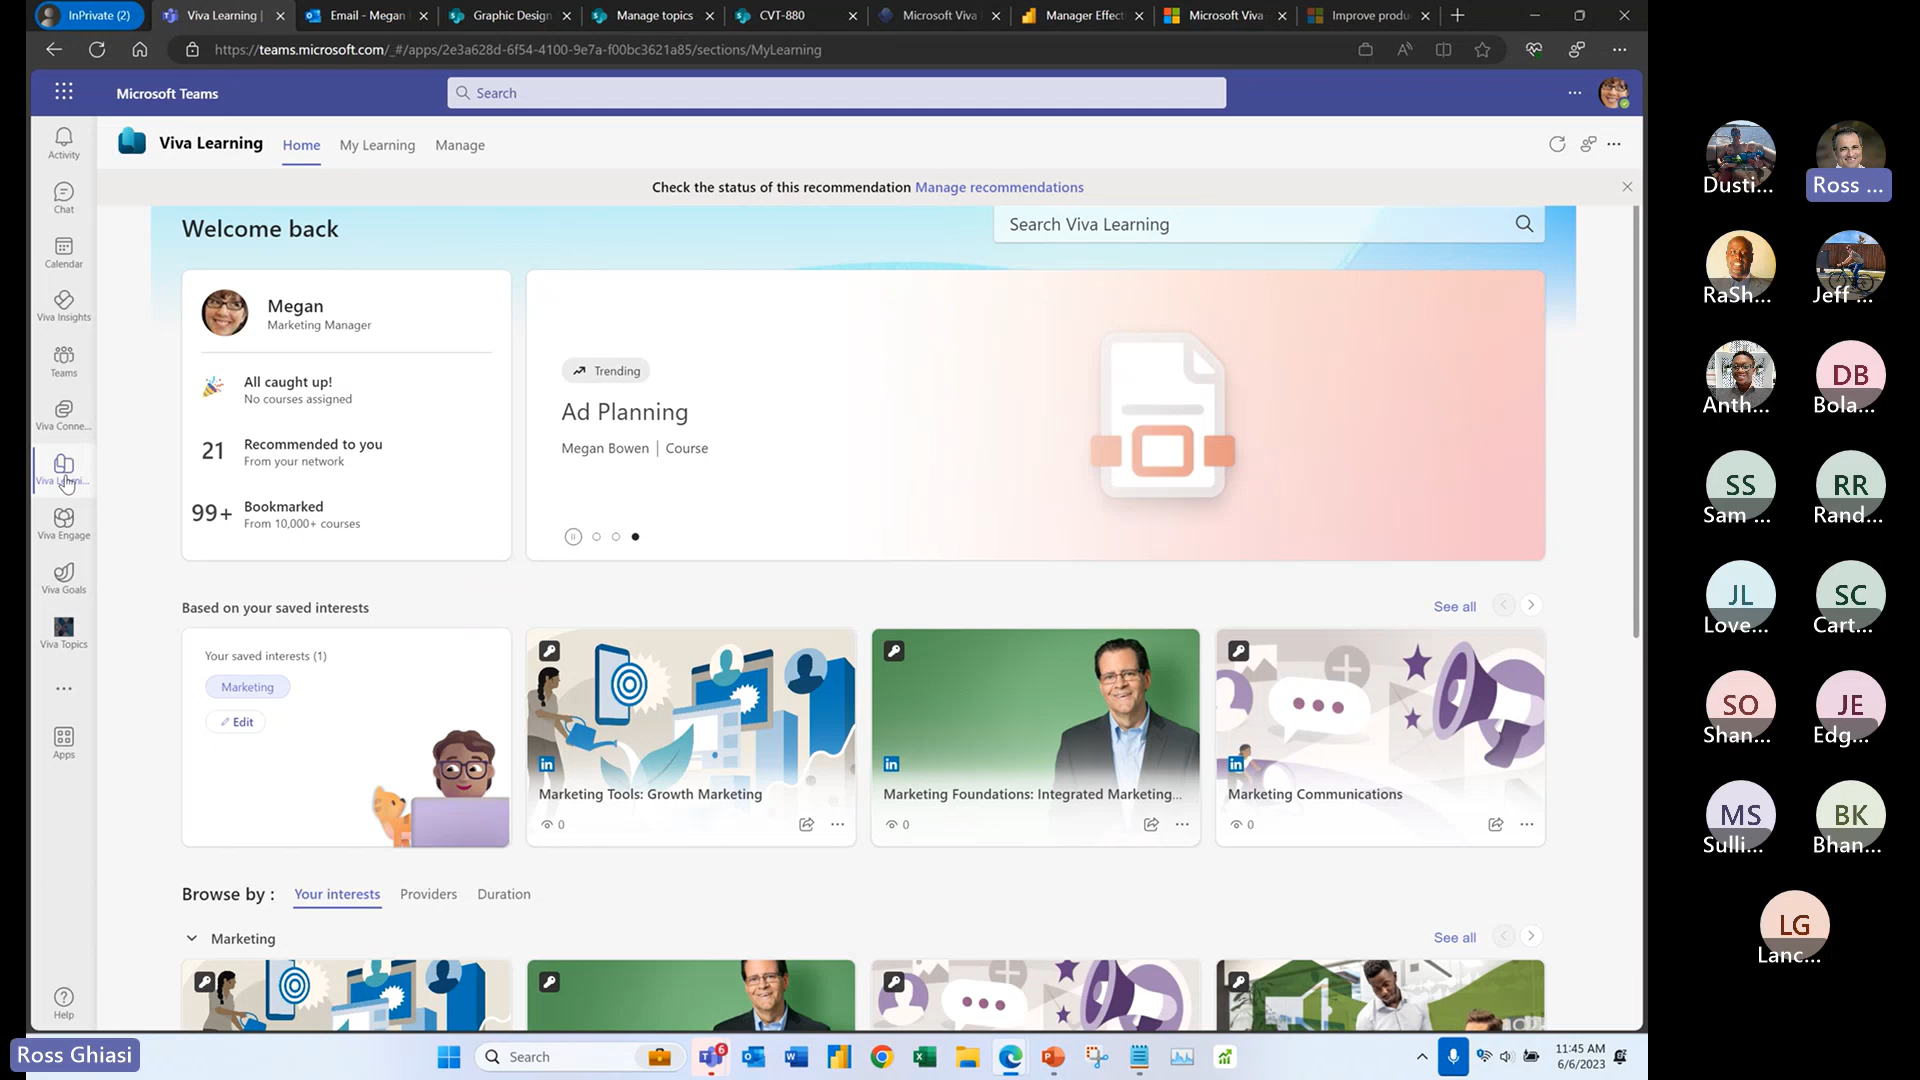 InPrivate (2)
Viva Learning |
Email - Megan
Graphic Design
Manage topics
CVT-880
Microsoft Viva
Manager Effect
Microsoft Viva
Improve produ
https://teams.microsoft.com/_#/apps/2e3a628d-6f54-4100-9e7a-f00bc3621a85/sections/MyLearning
Microsoft Teams
Search
Activity
Chat
Calendar
Viva Insights
Teams
Viva Conne...
Viva Learni...
Viva Engage
Viva Goals
Viva Topics
Apps
Help
Viva Learning
Home
My Learning
Manage
Check the status of this recommendation Manage recommendations
Welcome back
Search Viva Learning
Megan
Marketing Manager
All caught up!
No courses assigned
21
Recommended to you
From your network
99+
Bookmarked
From 10,000+ courses
Trending
Ad Planning
Megan Bowen | Course
Based on your saved interests
See all
Your saved interests (1)
Marketing
Edit
in
Marketing Tools: Growth Marketing
0
in
Marketing Foundations: Integrated Marketing...
0
in
Marketing Communications
0
Browse by :
Your interests
Providers
Duration
Marketing
See all
Dusti...
Ross ...
RaSh...
Jeff ...
Anth...
DB
Bola...
SS
Sam ...
RR
Rand...
JL
Love...
SC
Cart...
SO
Shan...
JE
Edg...
MS
Sulli...
BK
Bhan...
LG
Lanc...
Ross Ghiasi
Search
6
11:45 AM
6/6/2023